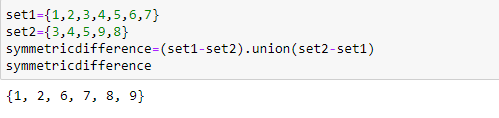 set1={1,2,3,4,5,6,7}
set2={3,4,5,9,8}
symmetricdifference=(set1-set2).union(set2-set1)
symmetricdifference
{1, 2, 6, 7, 8, 9}